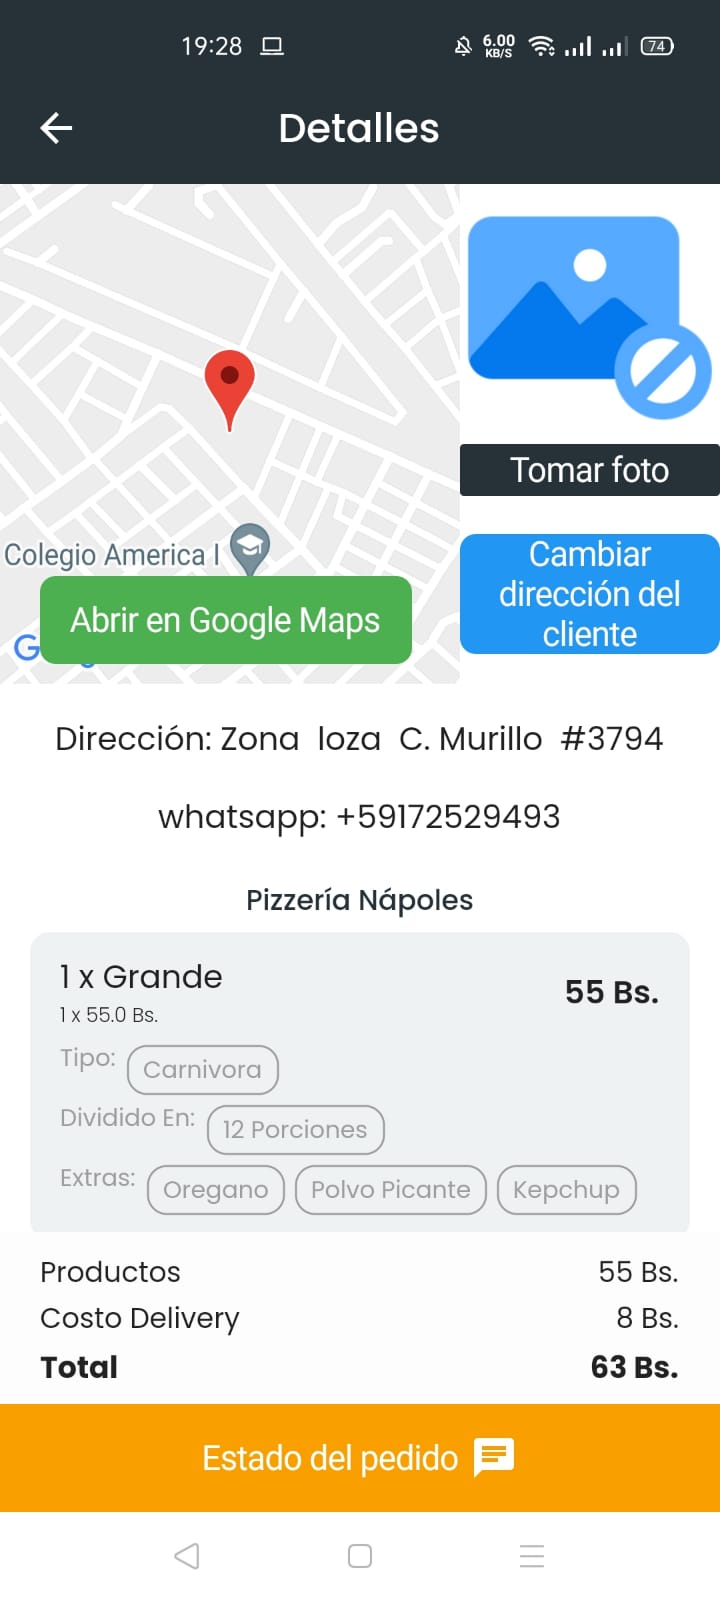 19:28
6.00
KB/S
74
Detalles
Tomar foto
Colegio America I
Cambiar
dirección del
cliente
Abrir en Google Maps
G
Dirección: Zona loza C. Murillo #3794
whatsapp: +59172529493
Pizzería Nápoles
1 x Grande
55 Bs.
1 x 55.0 Bs.
Tipo: Carnivora
Dividido En: 12 Porciones
Extras: Oregano Polvo Picante Kepchup
Productos 55 Bs.
Costo Delivery 8 Bs.
Total 63 Bs.
Estado del pedido